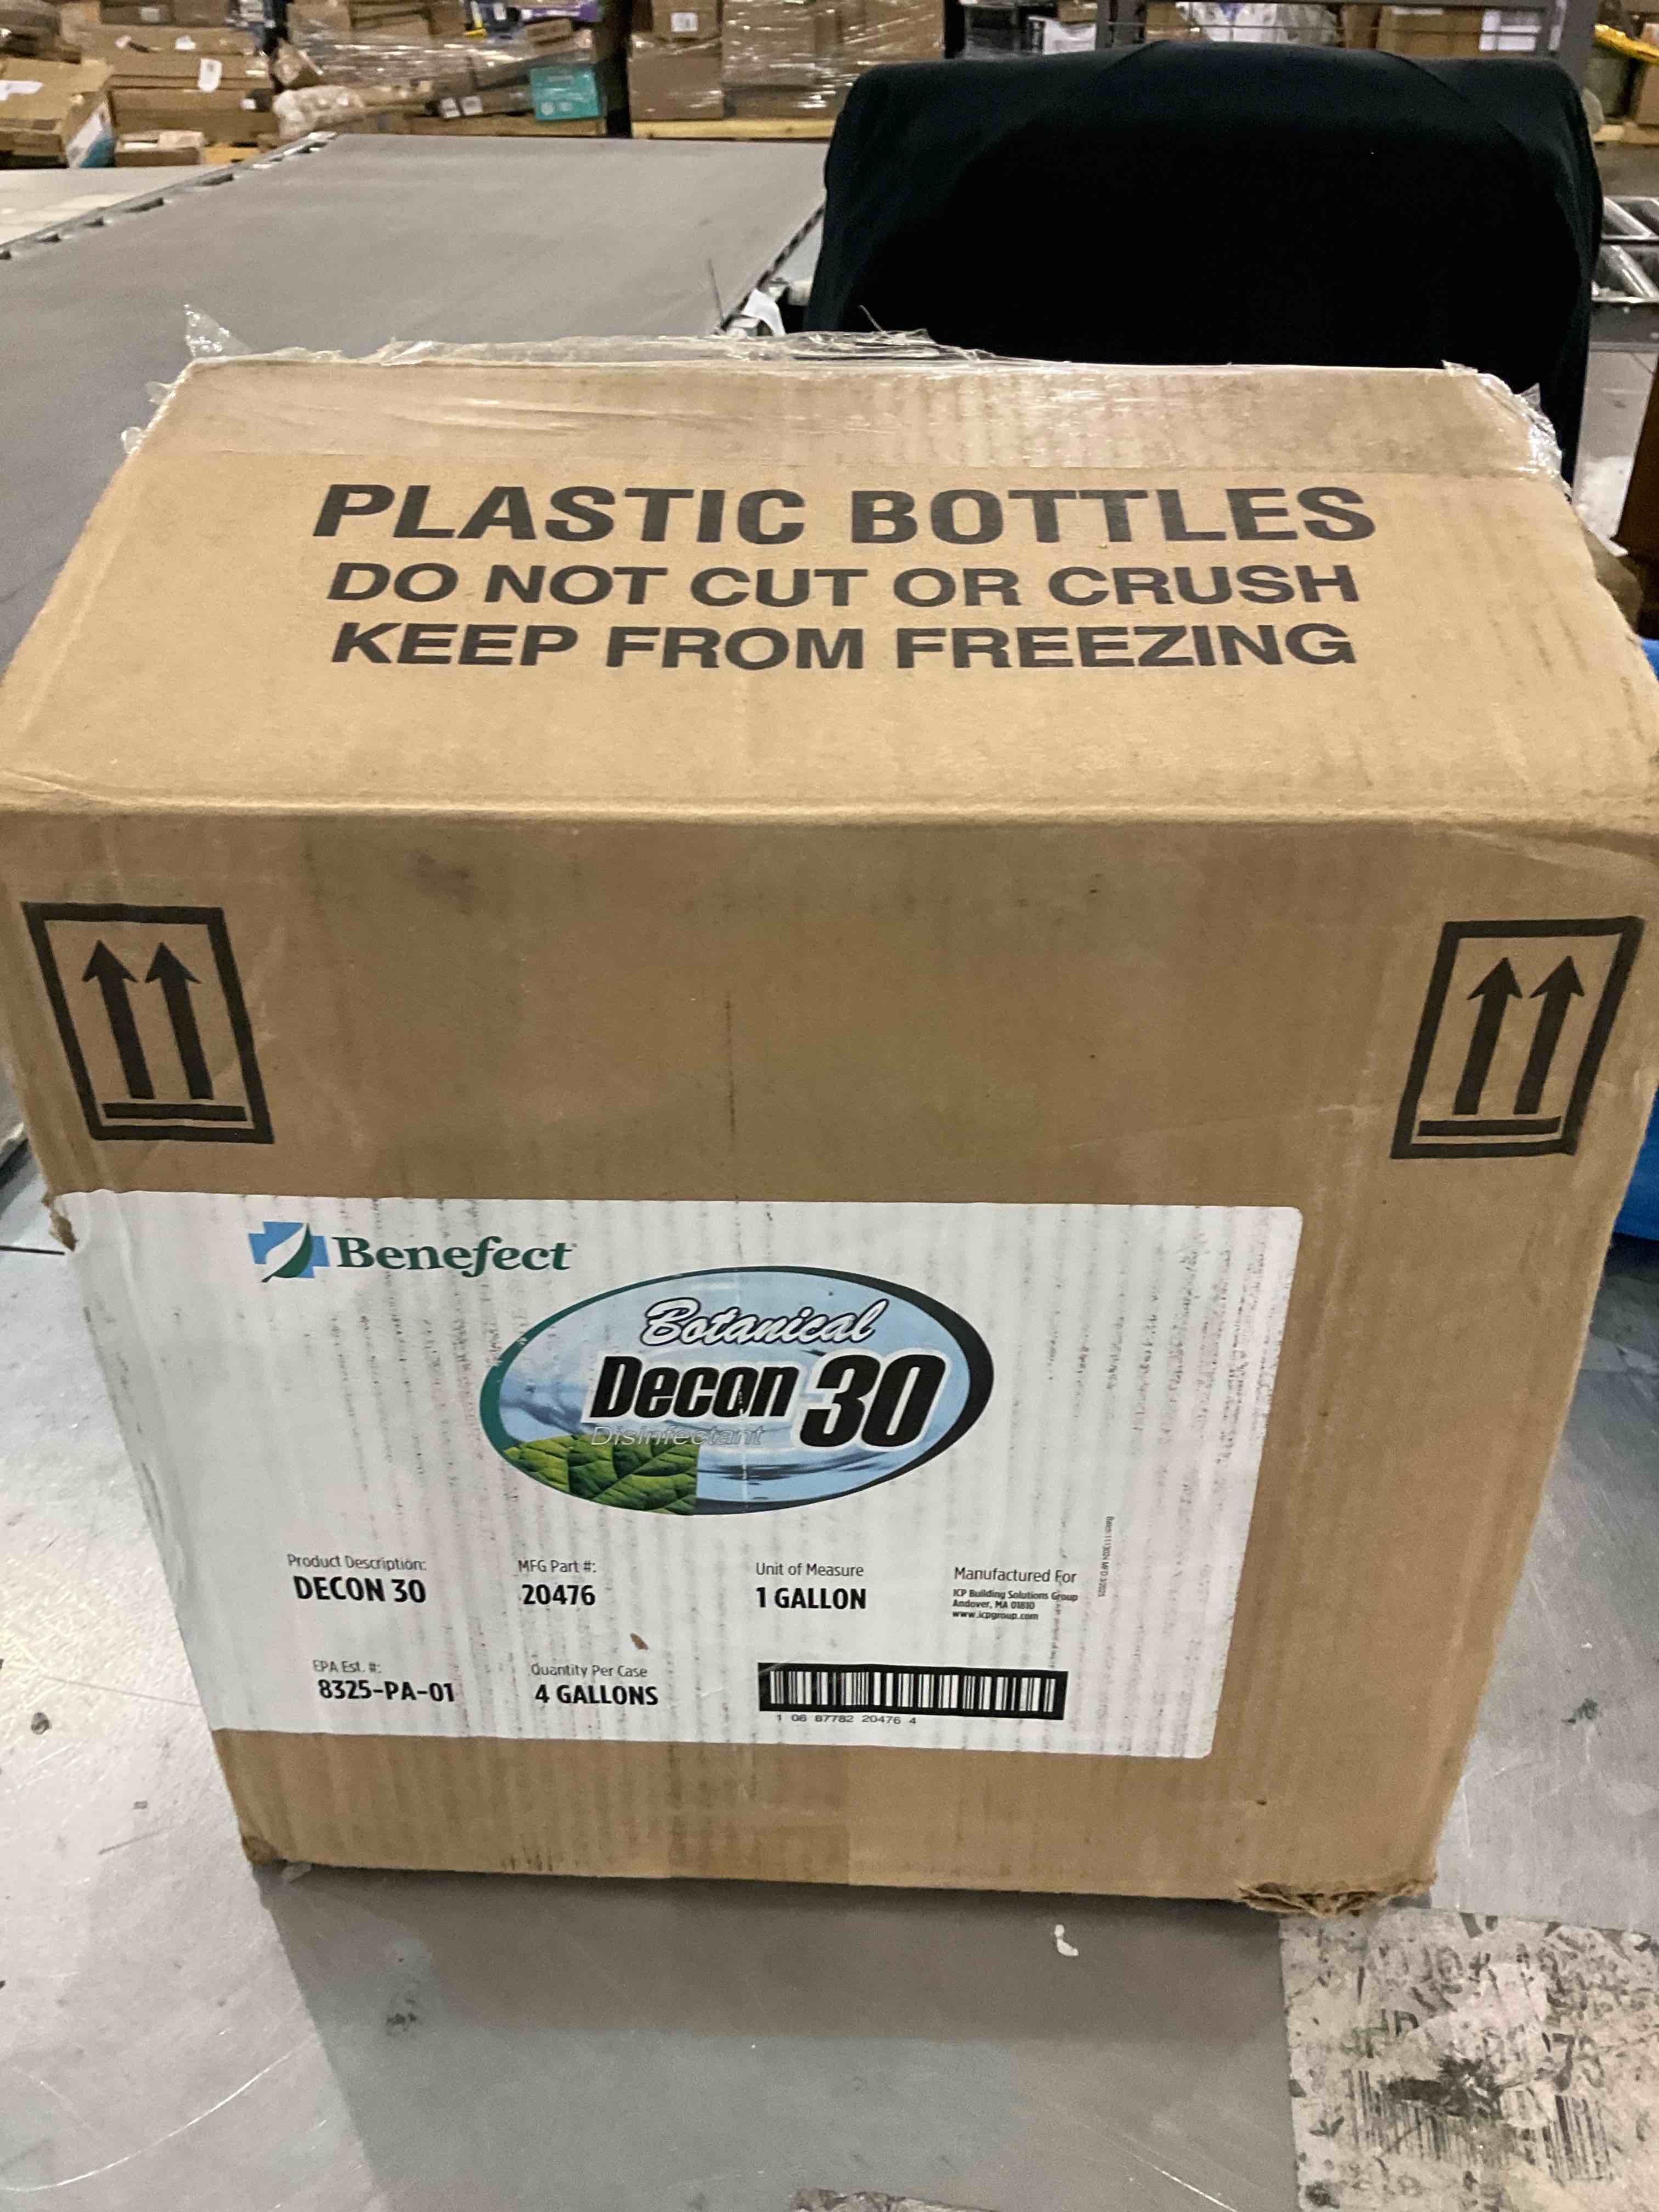 PLASTIC BOTTLES
DO NOT CUT OR CRUSH
KEEP FROM FREEZING
Benefect
Botanical
Decon 30
Disinfectant
Product Description:
DECON 30
MFG Part #:
20476
Unit of Measure
1 GALLON
Manufactured For
ICP Building Solutions Group
Andover, MA 01810
www.icpgroup.com
EPA Est. #:
8325-PA-01
Quantity Per Case
4 GALLONS
1 06 87782 20476 4